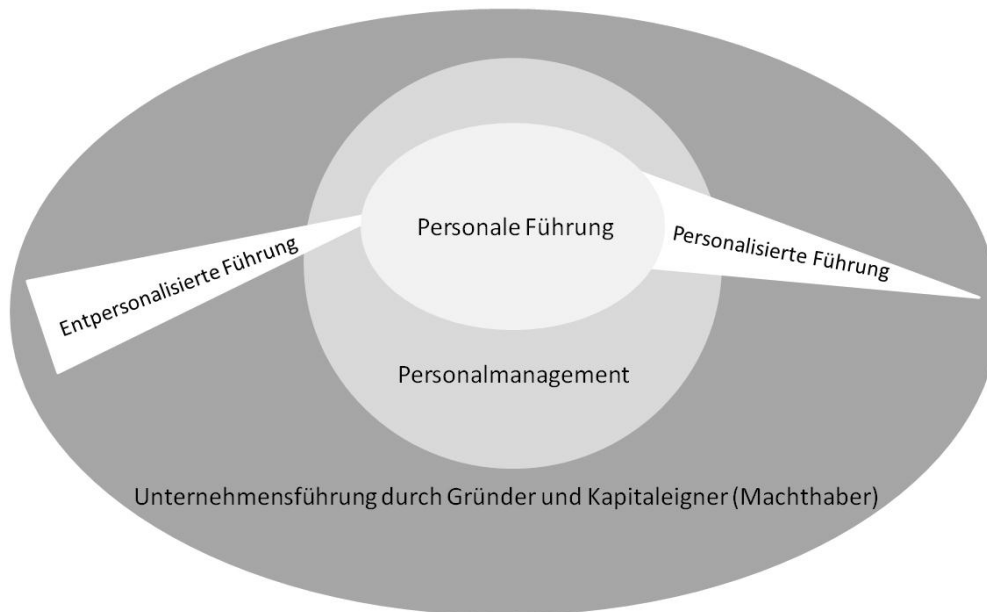 Personale Führung
Entpersonalisierte Führung
Personalisierte Führung
Personalmanagement
Unternehmensführung durch Gründer und Kapitaleigner (Machthaber)